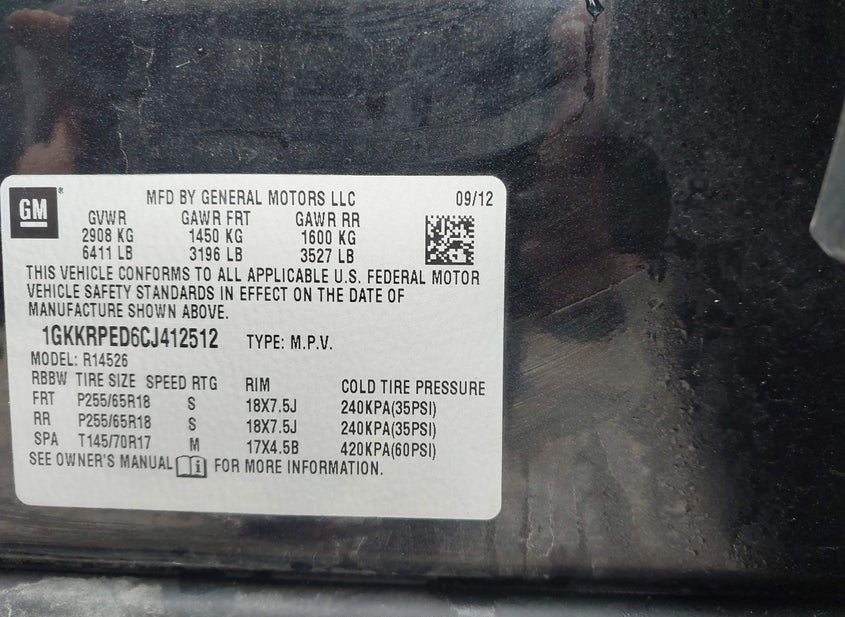 GM®
MFD BY GENERAL MOTORS LLC 09/12
GVWR GAWR FRT GAWR RR
2908 KG 1450 KG 1600 KG
6411 LB 3196 LB 3527 LB
THIS VEHICLE CONFORMS TO ALL APPLICABLE U.S. FEDERAL MOTOR
VEHICLE SAFETY STANDARDS IN EFFECT ON THE DATE OF
MANUFACTURE SHOWN ABOVE.
1GKKRPED6CJ412512 TYPE: M.P.V.
MODEL: R14526
RBBW TIRE SIZE SPEED RTG RIM COLD TIRE PRESSURE
FRT P255/65R18 S 18X7.5J 240KPA(35PSI)
RR P255/65R18 S 18X7.5J 240KPA(35PSI)
SPA T145/70R17 M 17X4.5B 420KPA(60PSI)
SEE OWNER'S MANUAL i FOR MORE INFORMATION.